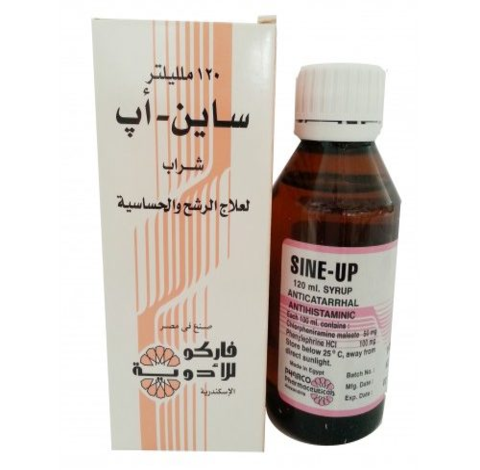 ١٢٠ ملليلتر
ساين-أپ
شراب
لعلاج الرشح والحساسية
صنع في مصر
فاركو
للأدوية
الإسكندرية
SINE-UP
120 ml. SYRUP
ANTICATARRHAL
ANTIHISTAMINIC
Each 100 ml. contains :
Chlorpheniramine maleate 50 mg
Phenylephrine HCl 100 mg
Store below 25° C, away from
direct sunlight.
Made in Egypt
PHARCO
Pharmaceuticals
Alexandria
Batch No. :
Mfg. Date :
Exp. Date :